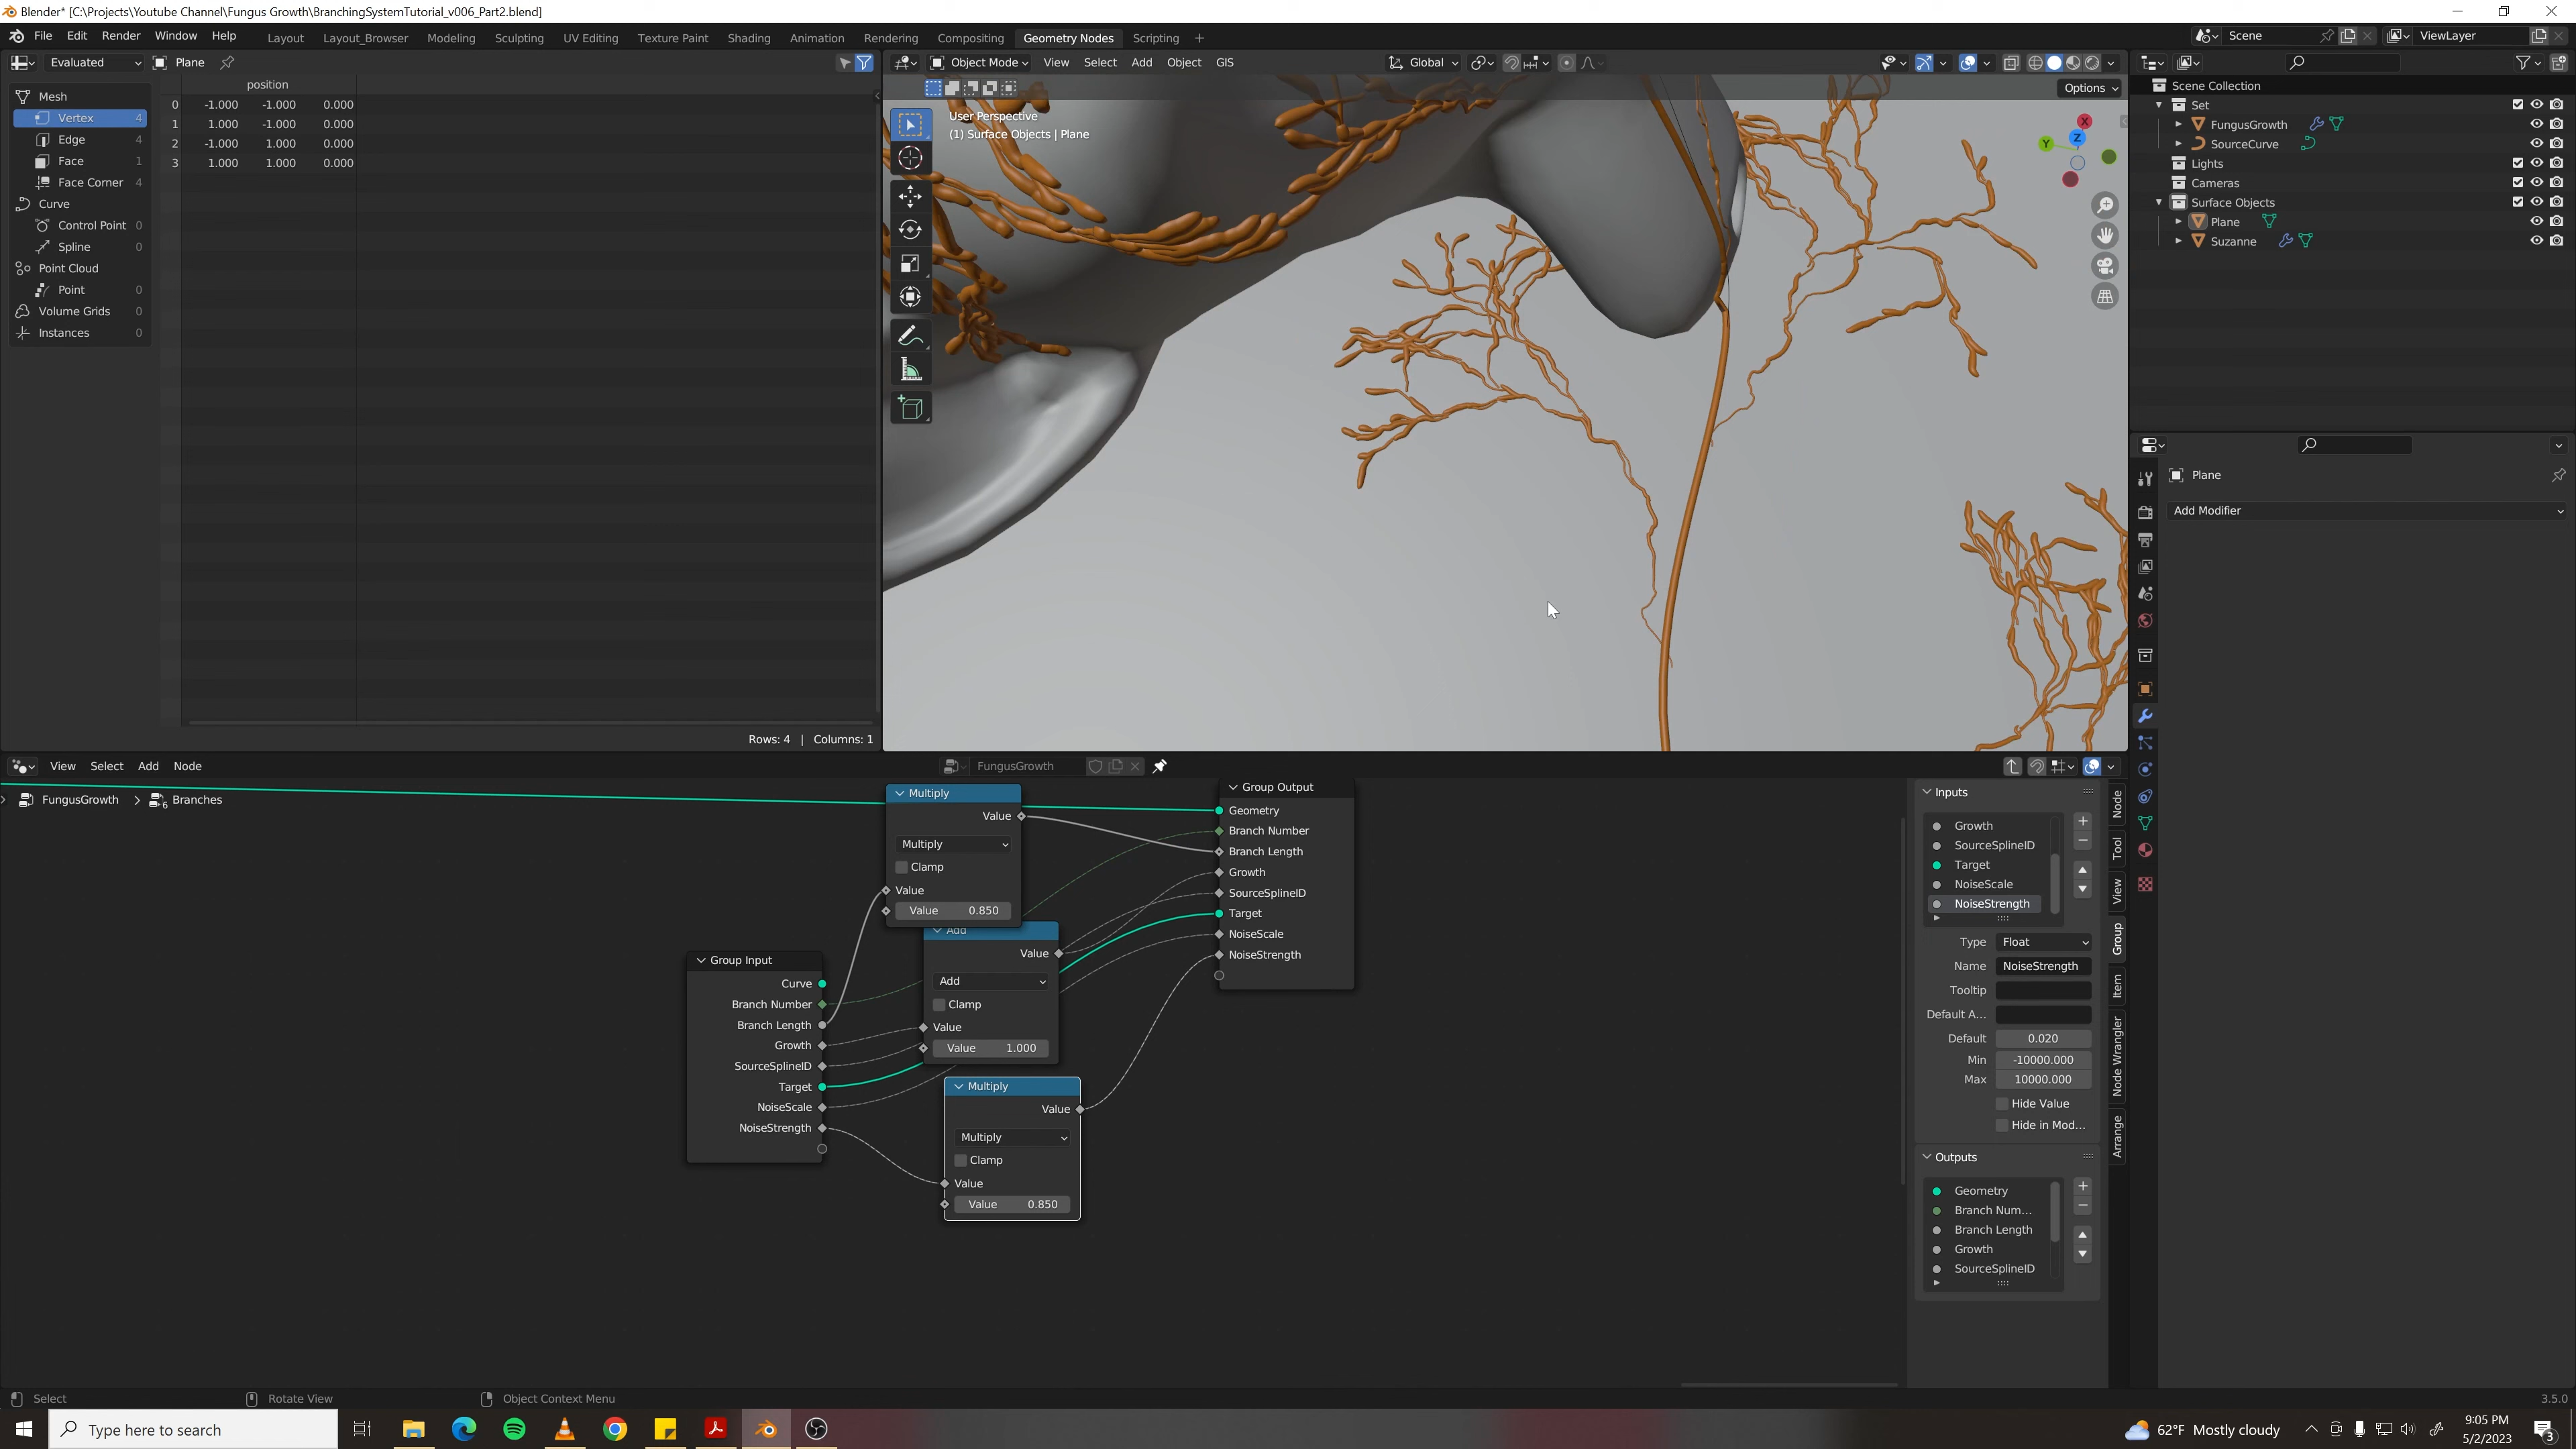 Blender* [C:\Projects\Youtube Channel\Fungus Growth\BranchingSystemTutorial_v006_Part2.blend]
File Edit Render Window Help Layout Layout_Browser Modeling Sculpting UV Editing Texture Paint Shading Animation Rendering Compositing Geometry Nodes Scripting + Scene ViewLayer
Evaluated Plane
position
Mesh
Vertex 4
Edge 4
Face 1
Face Corner 4
Curve
Control Point 0
Spline 0
Point Cloud
Point 0
Volume Grids 0
Instances 0
0 -1.000 -1.000 0.000
1 1.000 -1.000 0.000
2 -1.000 1.000 0.000
3 1.000 1.000 0.000
Rows: 4 | Columns: 1
Object Mode View Select Add Object GIS Global
Options
User Perspective
(1) Surface Objects | Plane
X
Y
Z
Scene Collection
Set
FungusGrowth
SourceCurve
Lights
Cameras
Surface Objects
Plane
Suzanne
Plane
Add Modifier
View Select Add Node FungusGrowth
FungusGrowth > Branches
6
Multiply
Value
Multiply
Clamp
Value
Value 0.850
Add
Value
Add
Clamp
Value
Value 1.000
Group Input
Curve
Branch Number
Branch Length
Growth
SourceSplineID
Target
NoiseScale
NoiseStrength
Multiply
Value
Multiply
Clamp
Value
Value 0.850
Group Output
Geometry
Branch Number
Branch Length
Growth
SourceSplineID
Target
NoiseScale
NoiseStrength
Inputs
Growth
SourceSplineID
Target
NoiseScale
NoiseStrength
Type Float
Name NoiseStrength
Tooltip
Default A...
Default 0.020
Min -10000.000
Max 10000.000
Hide Value
Hide in Mod...
Outputs
Geometry
Branch Num...
Branch Length
Growth
SourceSplineID
Node
Tool
View
Group
Item
Node Wrangler
Arrange
Select Rotate View Object Context Menu 3.5.0
Type here to search
62°F Mostly cloudy
9:05 PM
5/2/2023
3